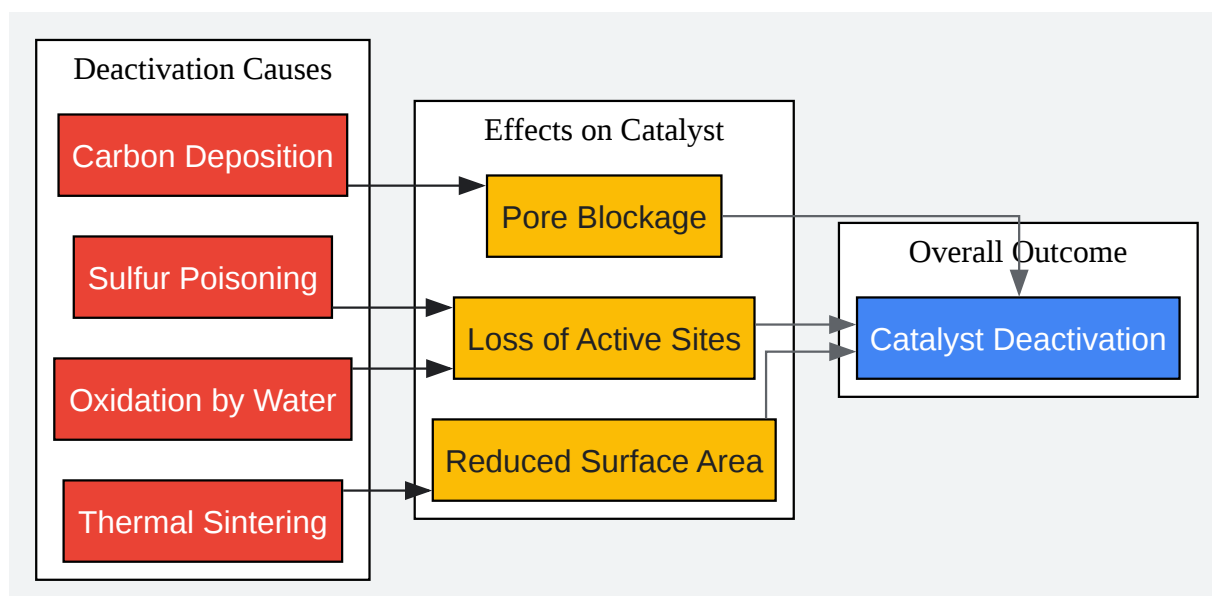 Deactivation Causes
Carbon Deposition
Sulfur Poisoning
Oxidation by Water
Thermal Sintering
Effects on Catalyst
Pore Blockage
Loss of Active Sites
Reduced Surface Area
Overall Outcome
Catalyst Deactivation